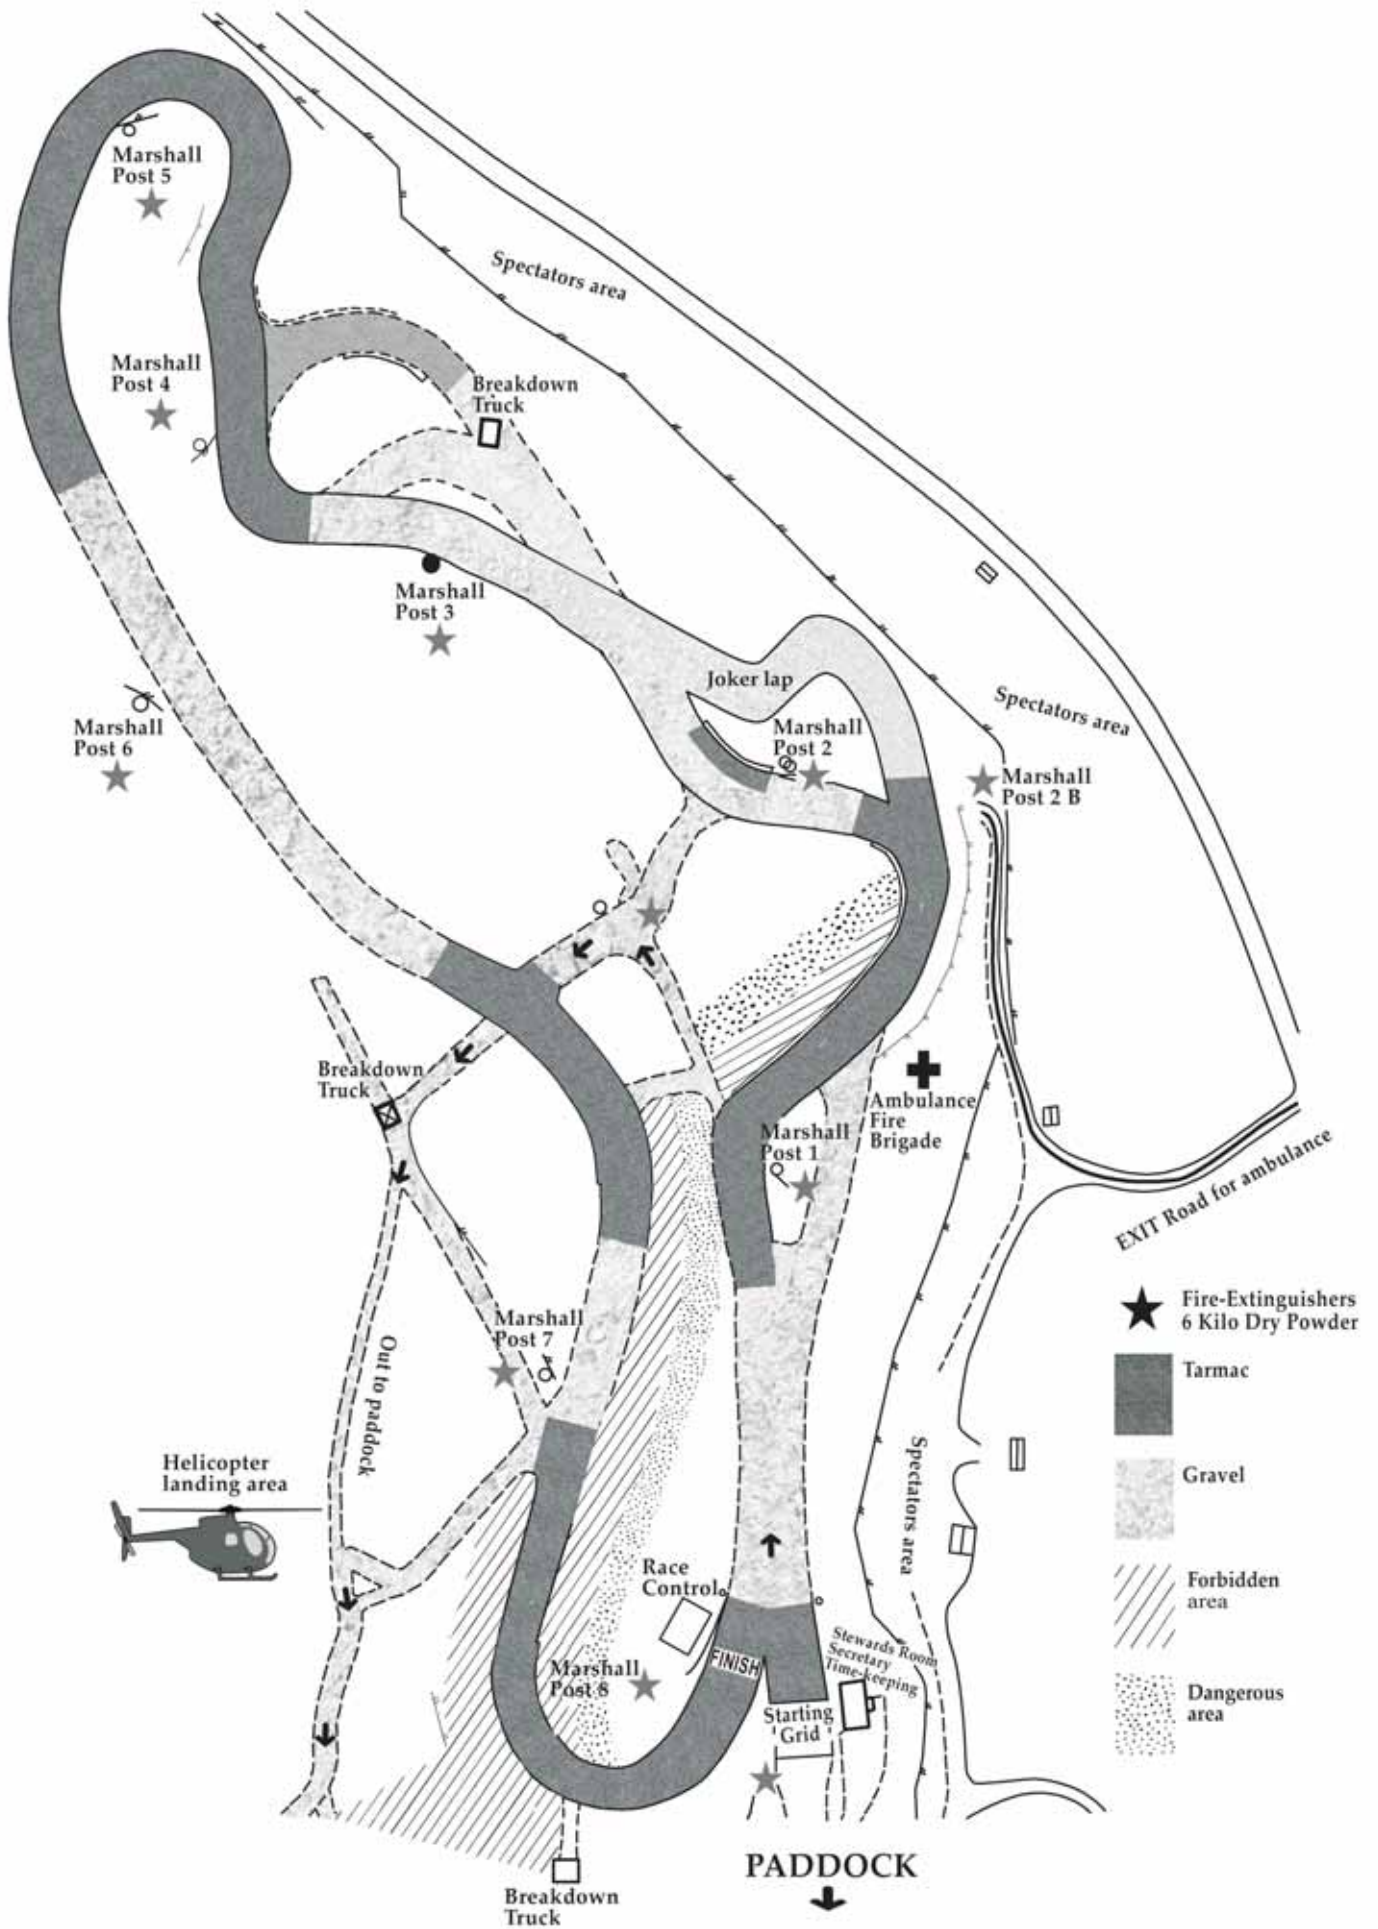 Marshall
Post 5
Spectators area
Marshall
Post 4
Breakdown
Truck
Marshall
Post 3
Joker lap
Spectators area
Marshall
Post 6
Marshall
Post 2
Marshall
Post 2 B
Breakdown
Truck
Ambulance
Fire
Brigade
Marshall
Post 1
EXIT Road for ambulance
Fire-Extinguishers
6 Kilo Dry Powder
Marshall
Post 7
Out to paddock
Tarmac
Helicopter
landing area
Spectators area
Gravel
Race
Control
Forbidden
area
Stewards Room
Secretary
Time-keeping
FINISH
Marshall
Post 8
Starting
Grid
Dangerous
area
PADDOCK
Breakdown
Truck